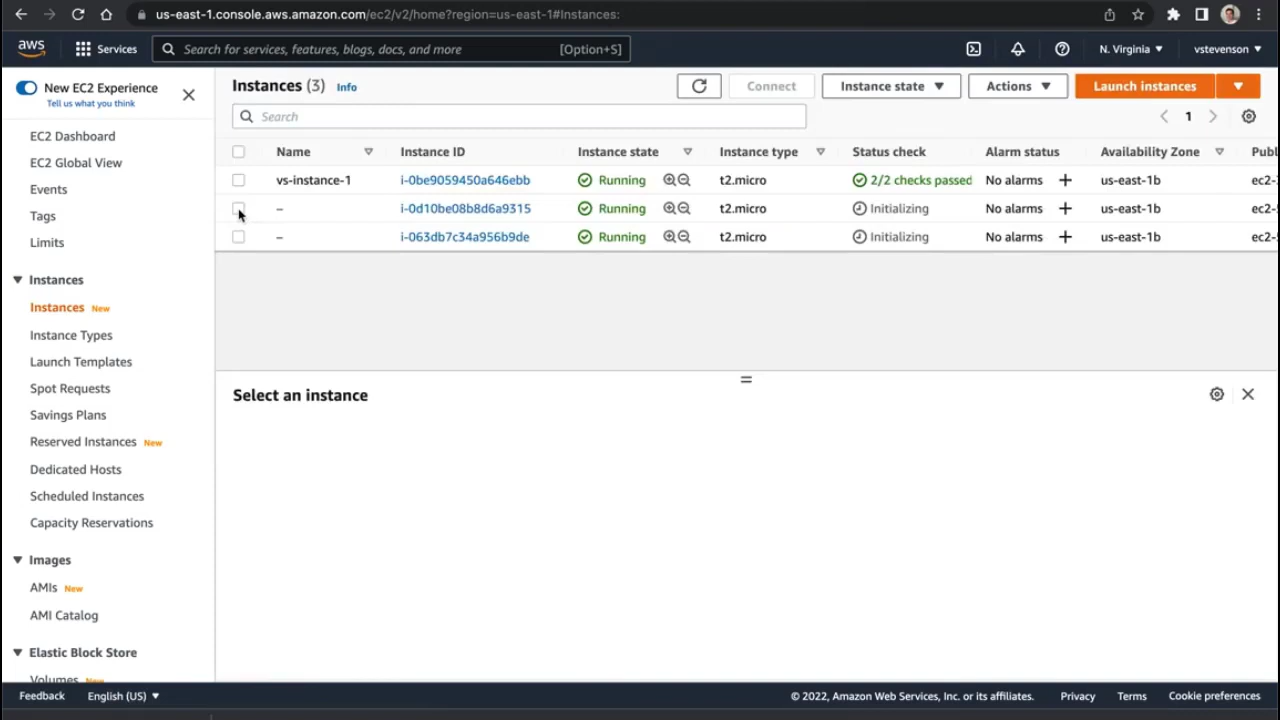 us-east-1.console.aws.amazon.com/ec2/v2/home?region=us-east-1#Instances:
aws Services Search for services, features, blogs, docs, and more [Option+S] N. Virginia vstevenson
New EC2 Experience
Tell us what you think
EC2 Dashboard
EC2 Global View
Events
Tags
Limits
Instances
Instances New
Instance Types
Launch Templates
Spot Requests
Savings Plans
Reserved Instances New
Dedicated Hosts
Scheduled Instances
Capacity Reservations
Images
AMIs New
AMI Catalog
Elastic Block Store
Volumes New
Instances (3) Info Connect Instance state Actions Launch instances
Search 1
Name Instance ID Instance state Instance type Status check Alarm status Availability Zone Publ
vs-instance-1 i-0be9059450a646ebb Running t2.micro 2/2 checks passed No alarms + us-east-1b ec2-
– i-0d10be08b8d6a9315 Running t2.micro Initializing No alarms + us-east-1b ec2-
– i-063db7c34a956b9de Running t2.micro Initializing No alarms + us-east-1b ec2-
Select an instance
Feedback English (US) © 2022, Amazon Web Services, Inc. or its affiliates. Privacy Terms Cookie preferences